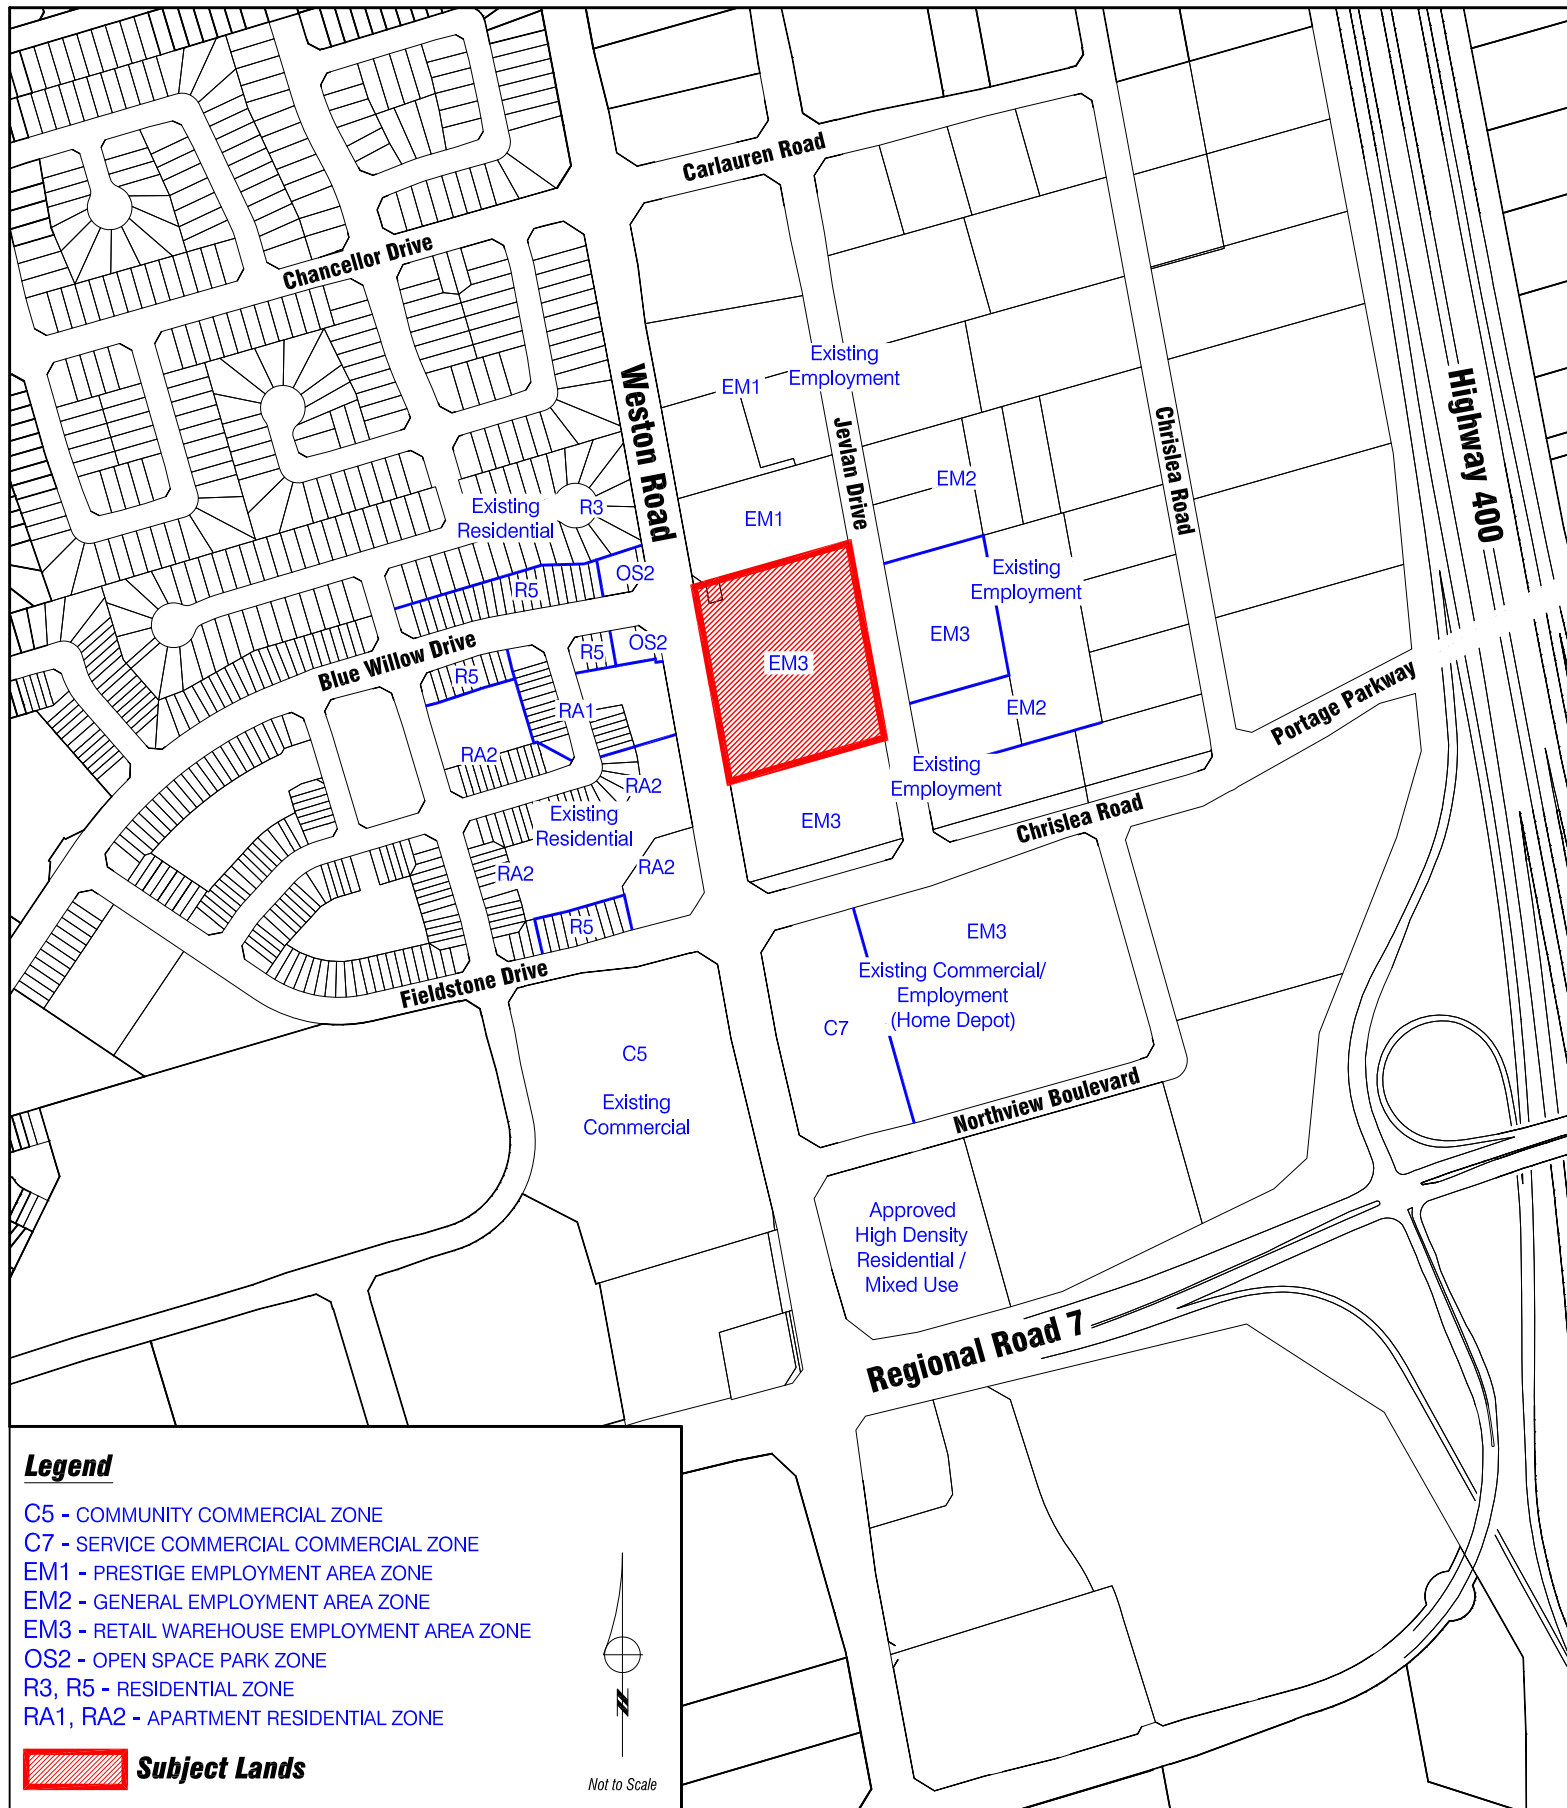 Carlauren Road
Chancellor Drive
Existing
Employment
EM1
Weston Road
Jevlan Drive
Chrislea Road
Highway 400
EM2
Existing
Residential
R3
EM1
OS2
R5
Existing
Employment
EM3
OS2
R5
Blue Willow Drive
R5
EM3
Portage Parkway
RA1
EM2
RA2
RA2
Existing
Employment
Existing
Residential
EM3
Chrislea Road
RA2
RA2
R5
EM3
Fieldstone Drive
Existing Commercial/
Employment
(Home Depot)
C7
C5
Existing
Commercial
Northview Boulevard
Approved
High Density
Residential /
Mixed Use
Regional Road 7
Legend
C5 - COMMUNITY COMMERCIAL ZONE
C7 - SERVICE COMMERCIAL COMMERCIAL ZONE
EM1 - PRESTIGE EMPLOYMENT AREA ZONE
EM2 - GENERAL EMPLOYMENT AREA ZONE
EM3 - RETAIL WAREHOUSE EMPLOYMENT AREA ZONE
OS2 - OPEN SPACE PARK ZONE
R3, R5 - RESIDENTIAL ZONE
RA1, RA2 - APARTMENT RESIDENTIAL ZONE
Subject Lands
N
Not to Scale